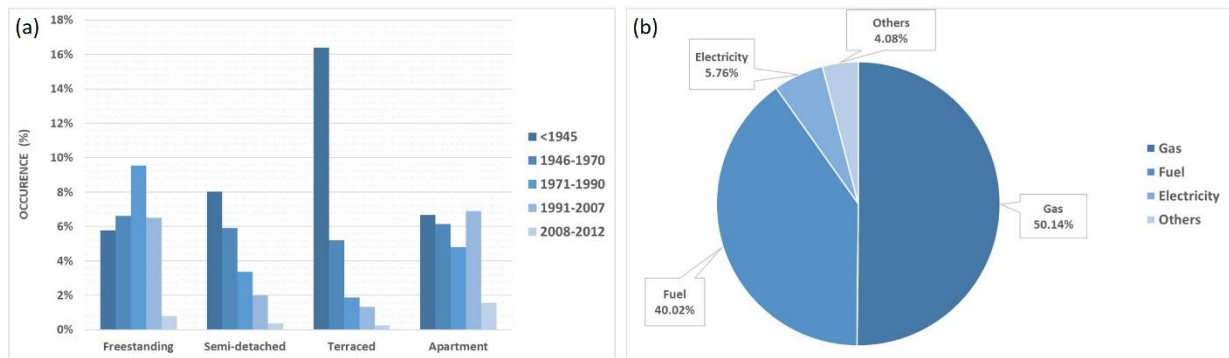 (a)
18%
16%
14%
12%
10%
8%
6%
4%
2%
0%
OCCURENCE (%)
Freestanding
Semi-detached
Terraced
Apartment
<1945
1946-1970
1971-1990
1991-2007
2008-2012
(b)
Others
4.08%
Electricity
5.76%
Fuel
40.02%
Gas
50.14%
Gas
Fuel
Electricity
Others